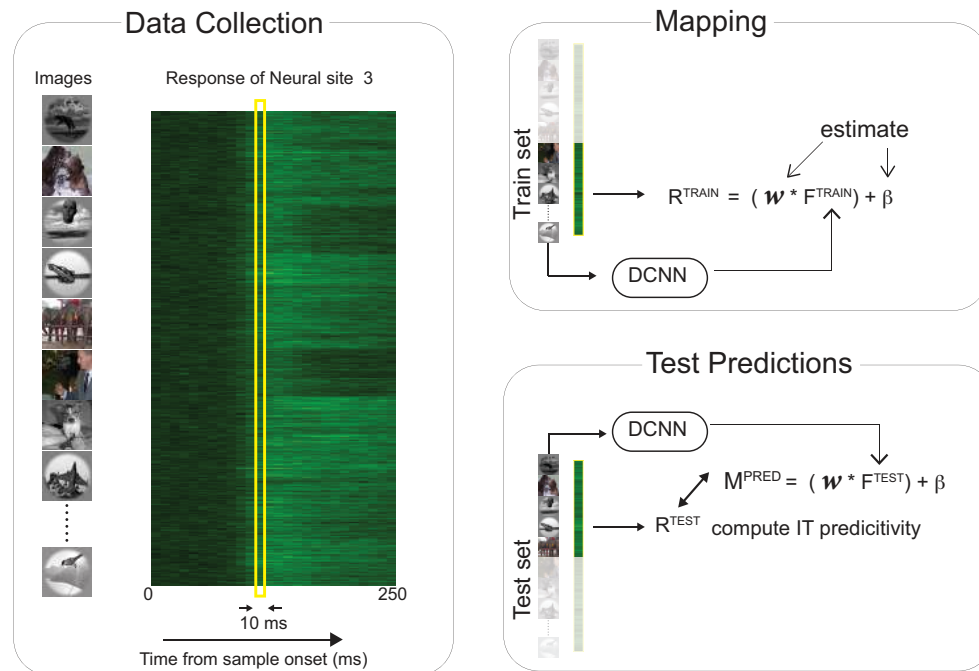 Data Collection
Images
Response of Neural site 3
0
250
10 ms
Time from sample onset (ms)
Mapping
Train set
estimate
R^TRAIN = ( w * F^TRAIN) + β
DCNN
Test Predictions
Test set
DCNN
M^PRED = ( w * F^TEST) + β
R^TEST compute IT predicitivity